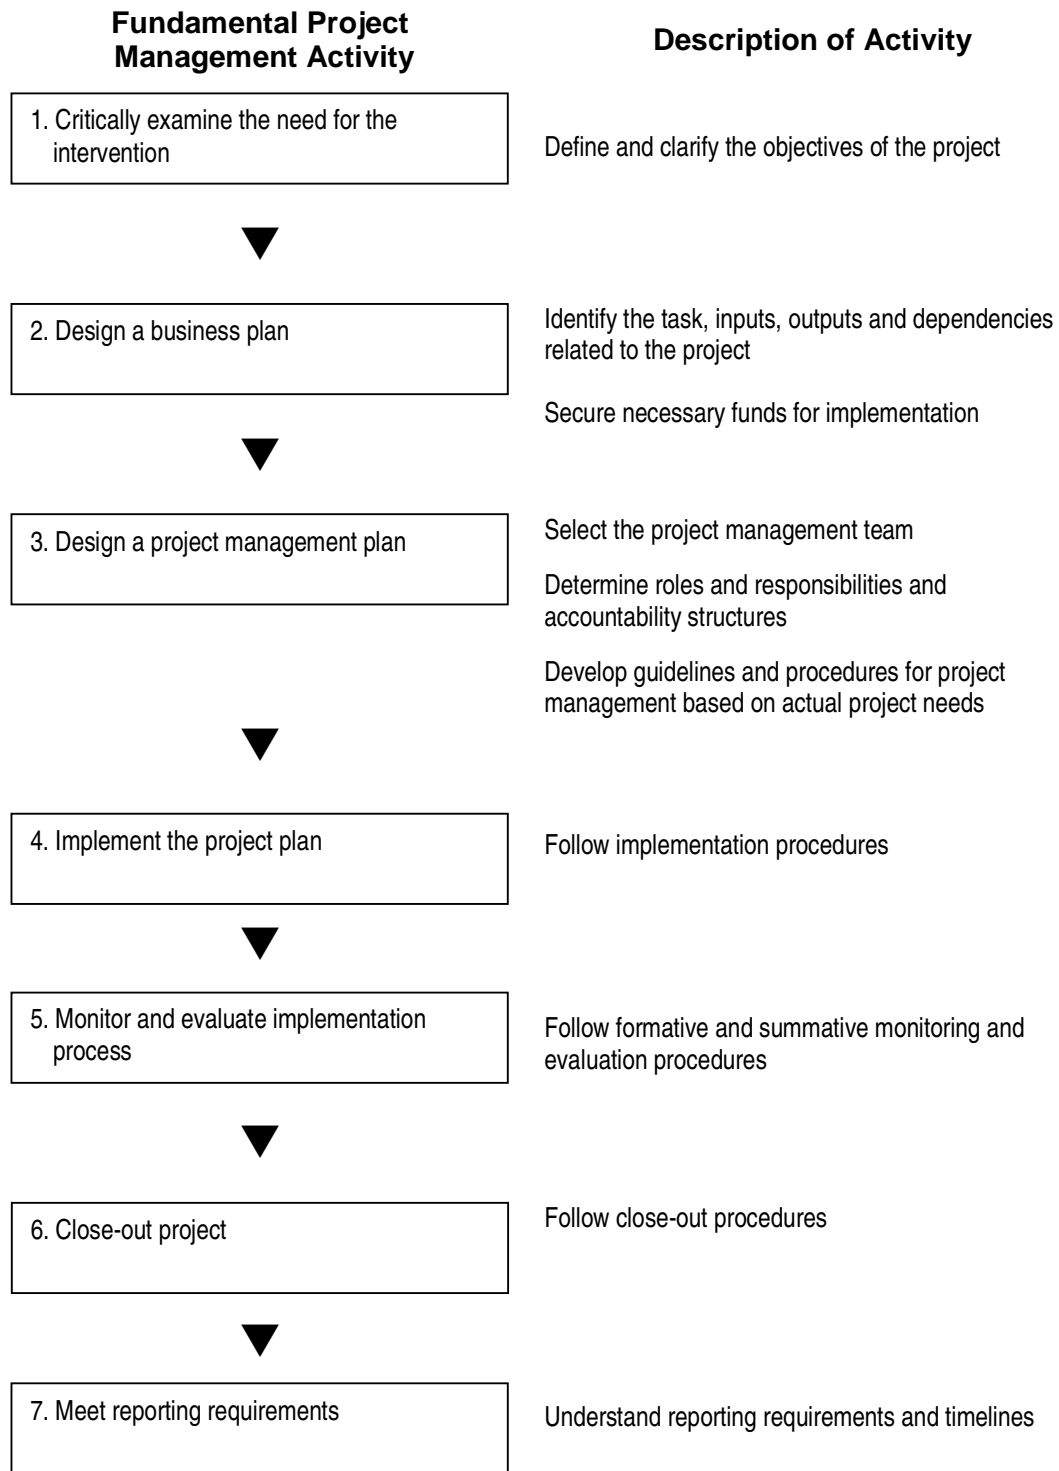 Fundamental Project
Management Activity
Description of Activity
1. Critically examine the need for the
intervention
Define and clarify the objectives of the project
2. Design a business plan
Identify the task, inputs, outputs and dependencies
related to the project
Secure necessary funds for implementation
3. Design a project management plan
Select the project management team
Determine roles and responsibilities and
accountability structures
Develop guidelines and procedures for project
management based on actual project needs
4. Implement the project plan
Follow implementation procedures
5. Monitor and evaluate implementation
process
Follow formative and summative monitoring and
evaluation procedures
6. Close-out project
Follow close-out procedures
7. Meet reporting requirements
Understand reporting requirements and timelines